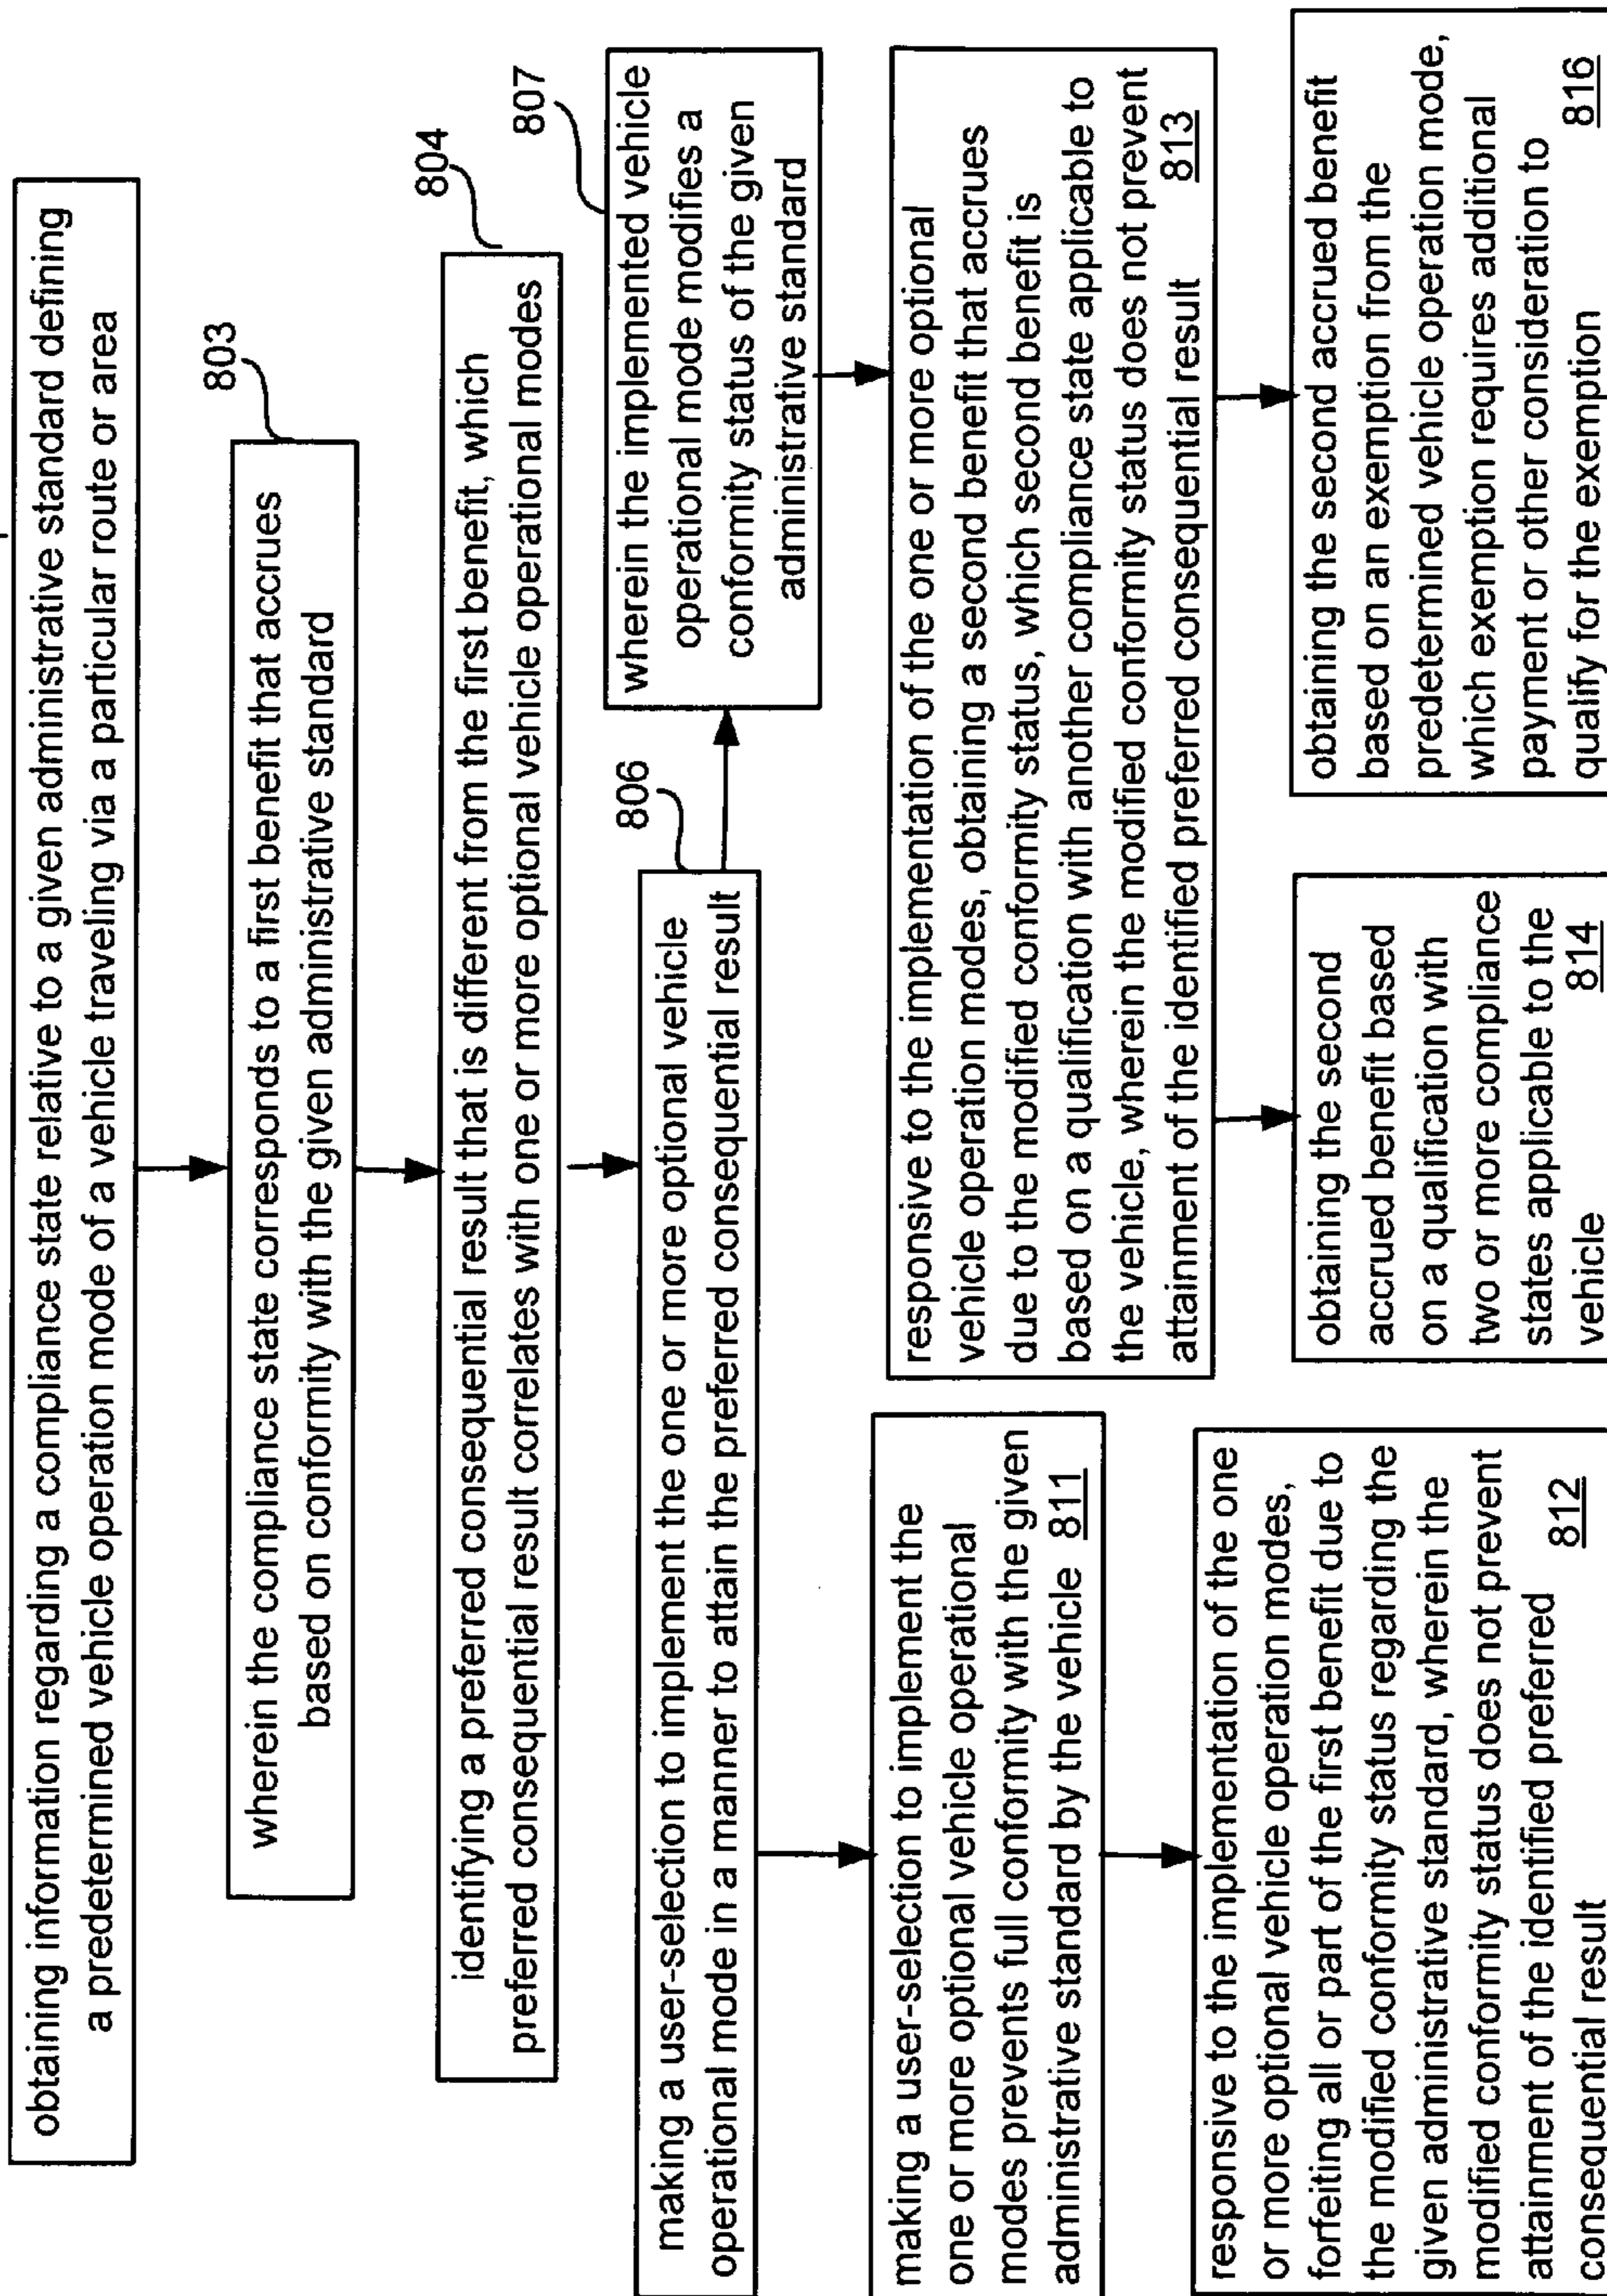 obtaining information regarding a compliance state relative to a given administrative standard defining
a predetermined vehicle operation mode of a vehicle traveling via a particular route or area
803
wherein the compliance state corresponds to a first benefit that accrues
based on conformity with the given administrative standard
804
identifying a preferred consequential result that is different from the first benefit, which
preferred consequential result correlates with one or more optional vehicle operational modes
806
making a user-selection to implement the one or more optional vehicle
operational mode in a manner to attain the preferred consequential result
807
wherein the implemented vehicle
operational mode modifies a
conformity status of the given
administrative standard
making a user-selection to implement the
one or more optional vehicle operational
modes prevents full conformity with the given
administrative standard by the vehicle 811
responsive to the implementation of the one
or more optional vehicle operation modes,
forfeiting all or part of the first benefit due to
the modified conformity status regarding the
given administrative standard, wherein the
modified conformity status does not prevent
attainment of the identified preferred
consequential result 812
responsive to the implementation of the one or more optional
vehicle operation modes, obtaining a second benefit that accrues
due to the modified conformity status, which second benefit is
based on a qualification with another compliance state applicable to
the vehicle, wherein the modified conformity status does not prevent
attainment of the identified preferred consequential result 813
obtaining the second
accrued benefit based
on a qualification with
two or more compliance
states applicable to the
vehicle 814
obtaining the second accrued benefit
based on an exemption from the
predetermined vehicle operation mode,
which exemption requires additional
payment or other consideration to
qualify for the exemption 816